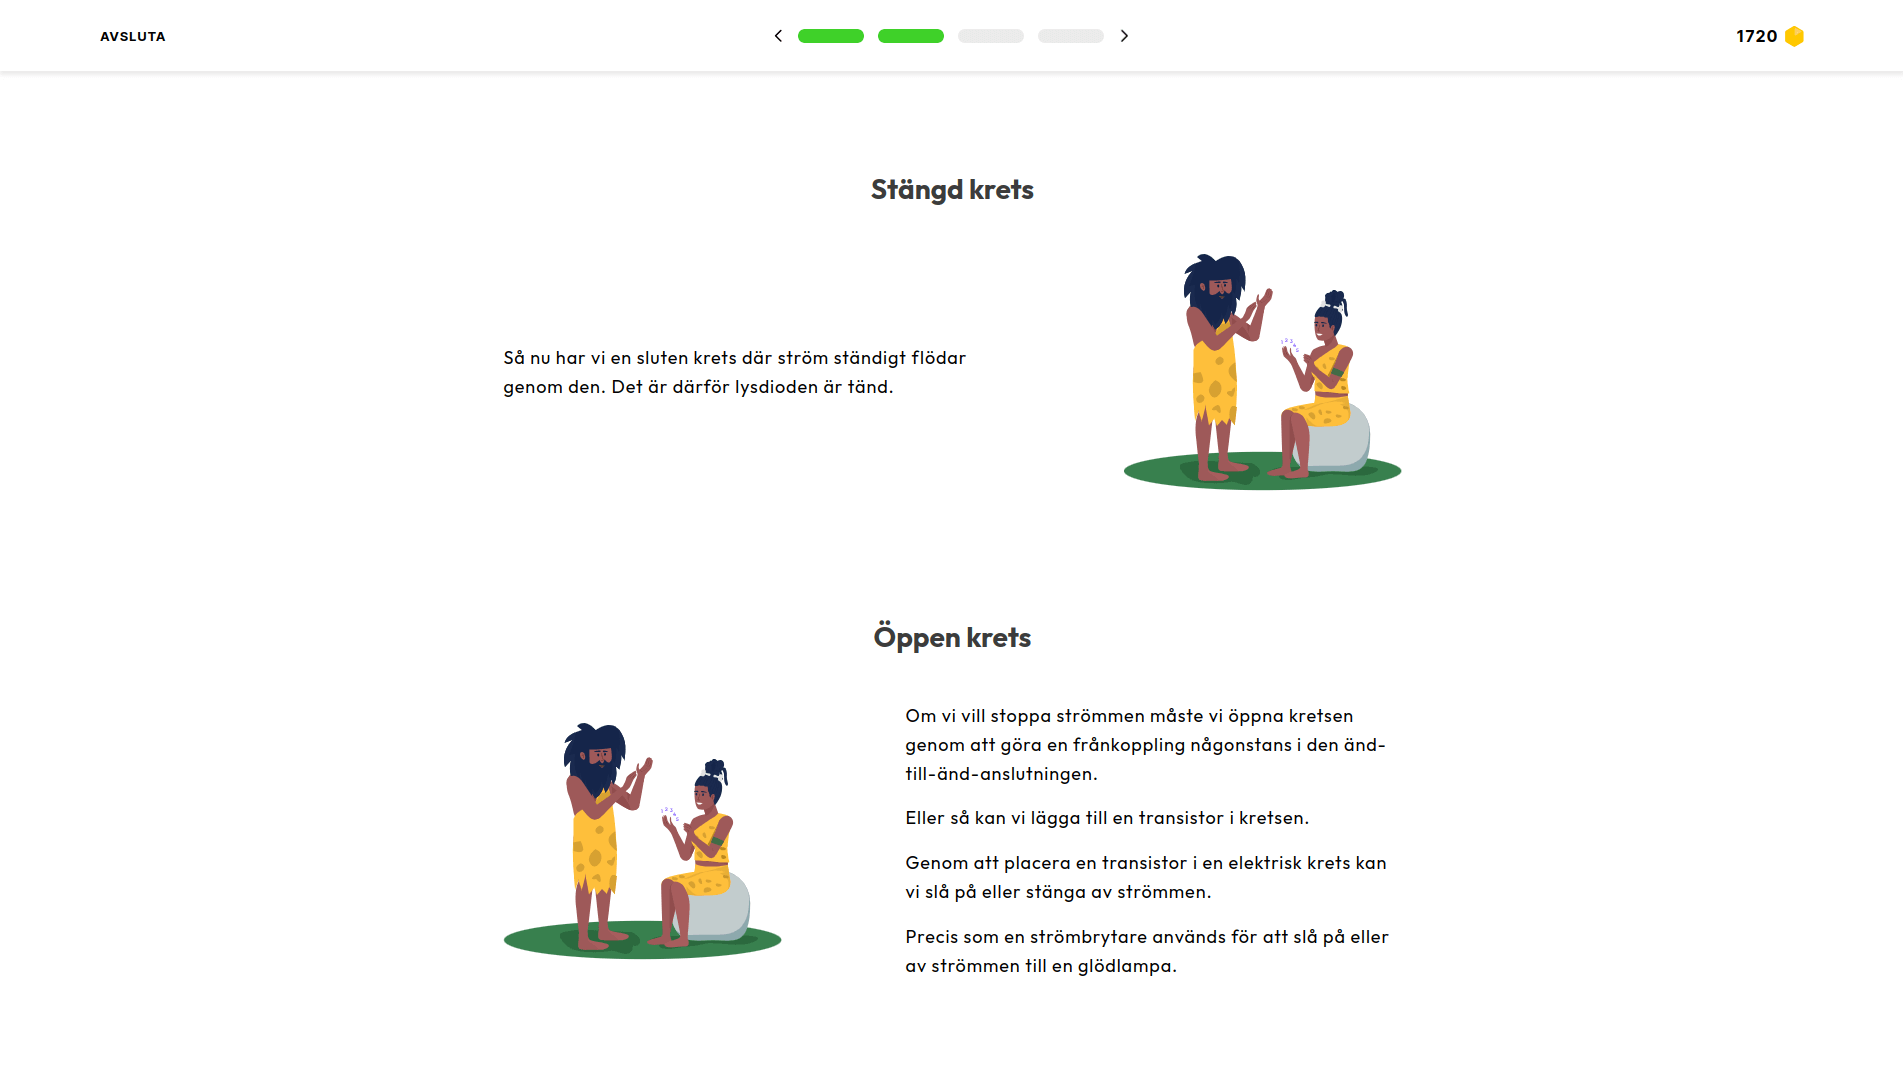 AVSLUTA
1720
Stängd krets
Så nu har vi en sluten krets där ström ständigt flödar
genom den. Det är därför lysdioden är tänd.
Öppen krets
Om vi vill stoppa strömmen måste vi öppna kretsen
genom att göra en frånkoppling någonstans i den änd-
till-änd-anslutningen.
Eller så kan vi lägga till en transistor i kretsen.
Genom att placera en transistor i en elektrisk krets kan
vi slå på eller stänga av strömmen.
Precis som en strömbrytare används för att slå på eller
av strömmen till en glödlampa.